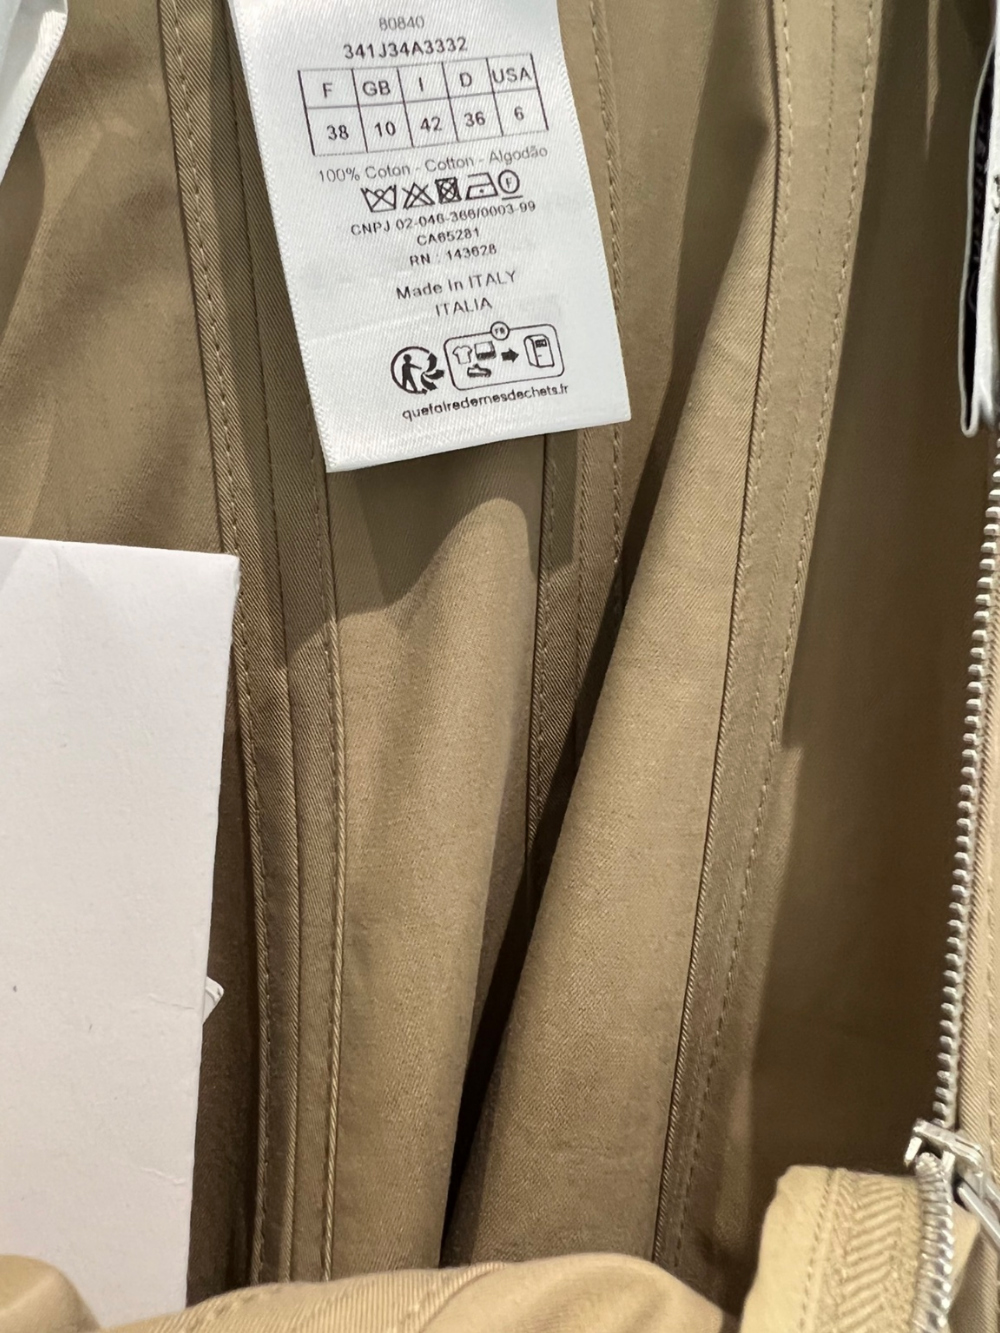 80840
341J34A3332
F GB I D USA
38 10 42 36 6
100% Coton - Cotton - Algodão
F
CNPJ 02-046-366/0003-99
CA65281
RN : 143628
Made in ITALY
ITALIA
FR
quefairedemesdechets.fr